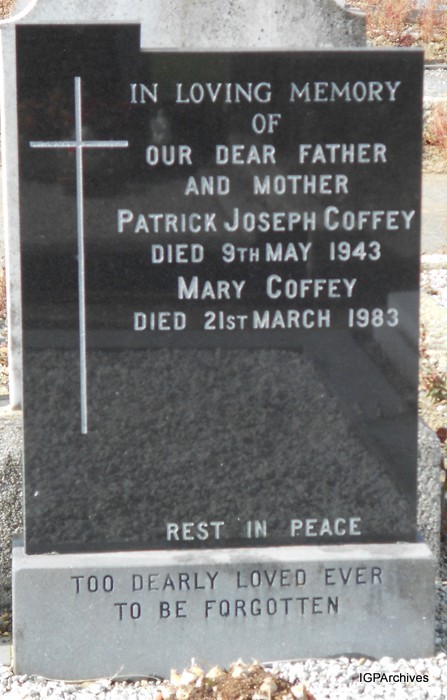 IN LOVING MEMORY
OF
OUR DEAR FATHER
AND MOTHER
PATRICK JOSEPH COFFEY
DIED 9TH MAY 1943
MARY COFFEY
DIED 21ST MARCH 1983
REST IN PEACE
TOO DEARLY LOVED EVER
TO BE FORGOTTEN
IGPArchives